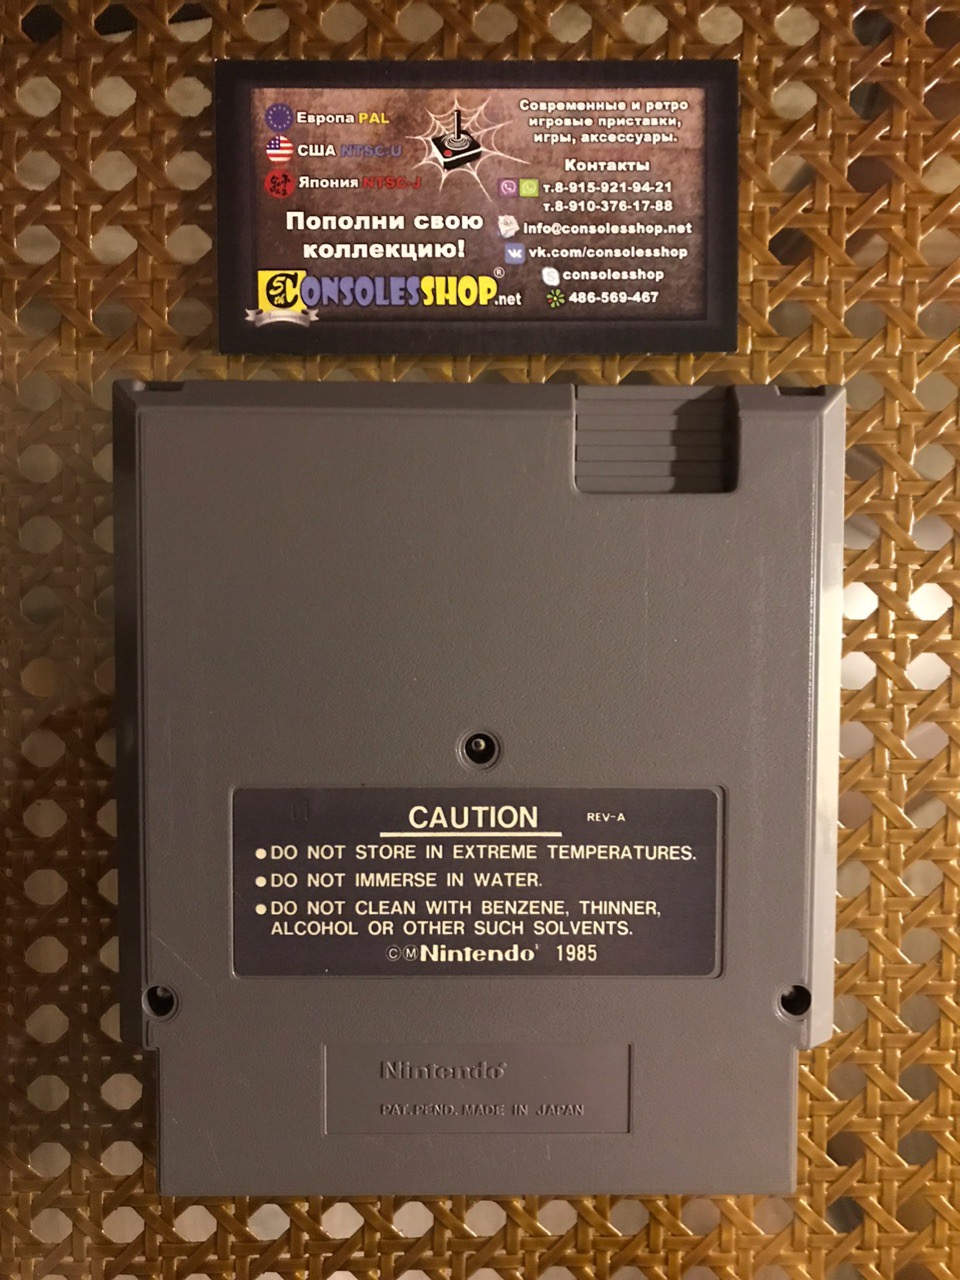 Европа PAL
США NTSC-U
Япония NTSC-J
Пополни свою
коллекцию!
CONSOLESSHOP®.net
Современные и ретро
игровые приставки,
игры, аксессуары.
Контакты
т.8-915-921-94-21
т.8-910-376-17-88
info@consolesshop.net
vk.com/consolesshop
consolesshop
486-569-467
CAUTION REV-A
●DO NOT STORE IN EXTREME TEMPERATURES.
●DO NOT IMMERSE IN WATER.
●DO NOT CLEAN WITH BENZENE, THINNER,
ALCOHOL OR OTHER SUCH SOLVENTS.
ⒸⓂNintendo® 1985
Nintendo®
PAT.PEND. MADE IN JAPAN